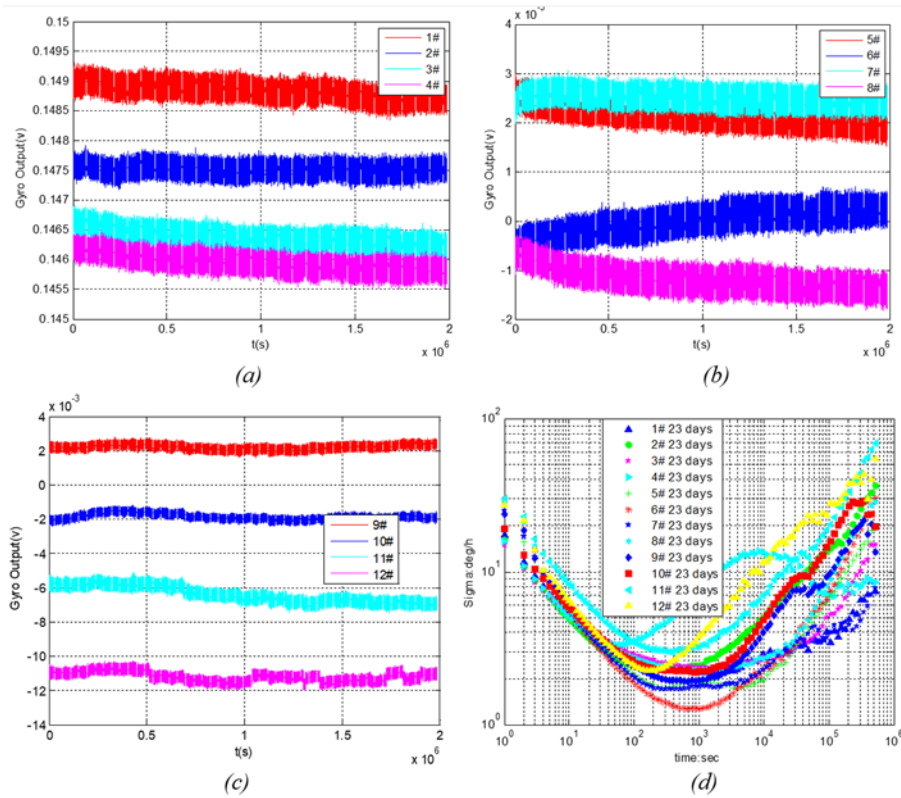 0.15
0.1495
0.149
0.1485
0.148
0.1475
0.147
0.1465
0.146
0.1455
0.145
Gyro Output(v)
1#
2#
3#
4#
0 0.5 1 1.5 2
t(s)
x 10^6
(a)
4
3
2
1
0
-1
-2
Gyro Output(v)
5#
6#
7#
8#
0 0.5 1 1.5 2
t(s)
x 10^6
(b)
x 10^-3
4
2
0
-2
-4
-6
-8
-10
-12
-14
Gyro Output(v)
9#
10#
11#
12#
0 0.5 1 1.5 2
t(s)
x 10^6
(c)
10^2
10^1
10^0
Sigma:deg/h
1# 23 days
2# 23 days
3# 23 days
4# 23 days
5# 23 days
6# 23 days
7# 23 days
8# 23 days
9# 23 days
10# 23 days
11# 23 days
12# 23 days
10^0 10^1 10^2 10^3 10^4 10^5 10^6
time:sec
(d)